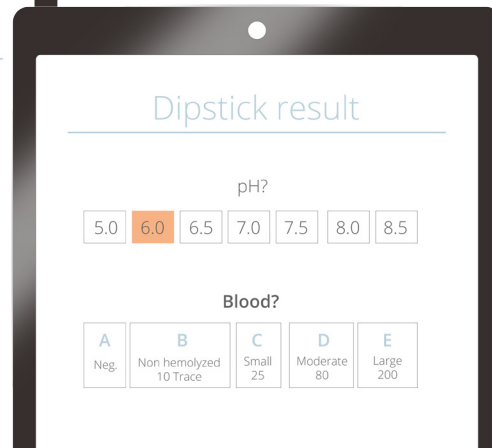 Dipstick result
pH?
5.0 6.0 6.5 7.0 7.5 8.0 8.5
Blood?
A B C D E
Neg. Non hemolyzed Small Moderate Large
10 Trace 25 80 200